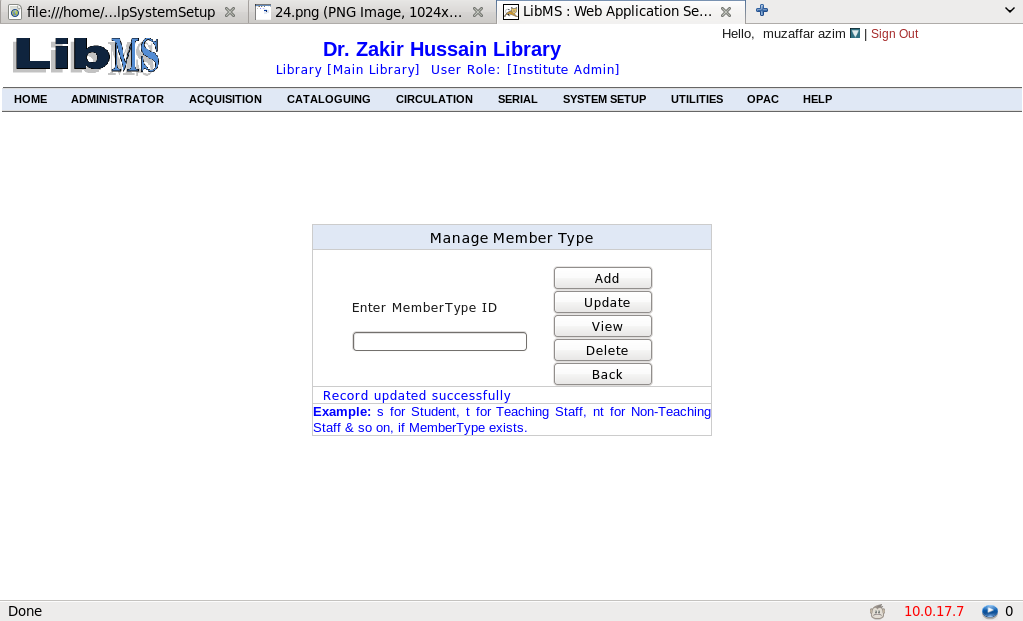 file:///home/...lpSystemSetup
24.png (PNG Image, 1024x...
LibMS : Web Application Se...
LibMS
Dr. Zakir Hussain Library
Library [Main Library] User Role: [Institute Admin]
Hello, muzaffar azim | Sign Out
HOME ADMINISTRATOR ACQUISITION CATALOGUING CIRCULATION SERIAL SYSTEM SETUP UTILITIES OPAC HELP
Manage Member Type
Enter MemberType ID
Add
Update
View
Delete
Back
Record updated successfully
Example: s for Student, t for Teaching Staff, nt for Non-Teaching
Staff & so on, if MemberType exists.
Done
10.0.17.7
0